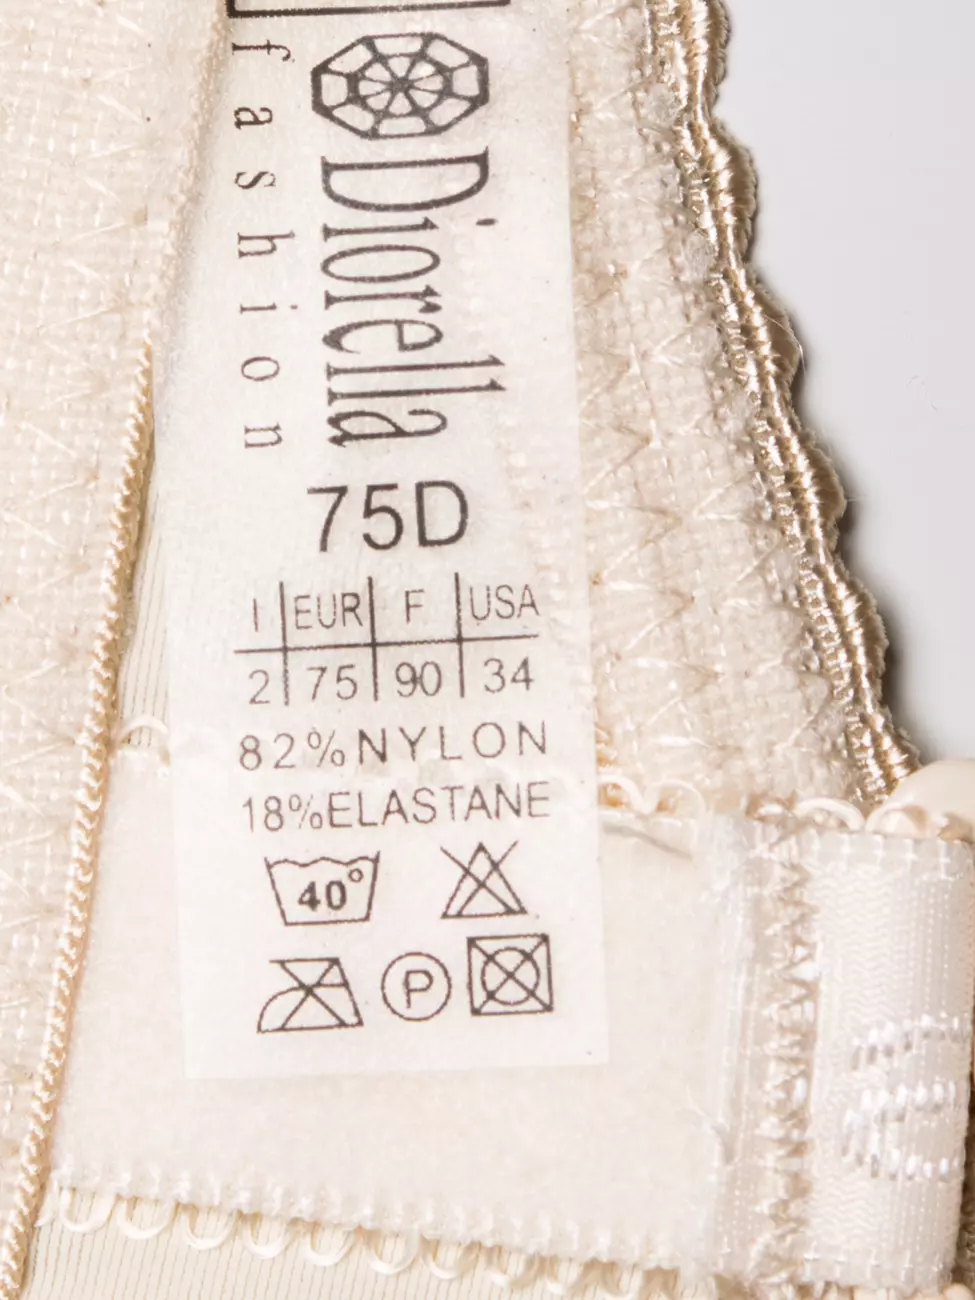 Diorella
fashion
75D
I EUR F USA
2 75 90 34
82%NYLON
18%ELASTANE
40°
P